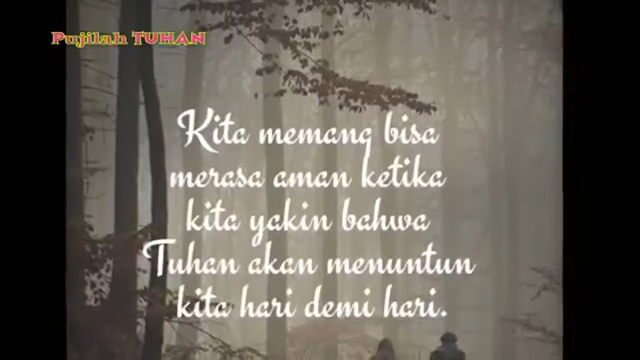 Pujilah TUHAN
Kita memang bisa
merasa aman ketika
kita yakin bahwa
Tuhan akan menuntun
kita hari demi hari.